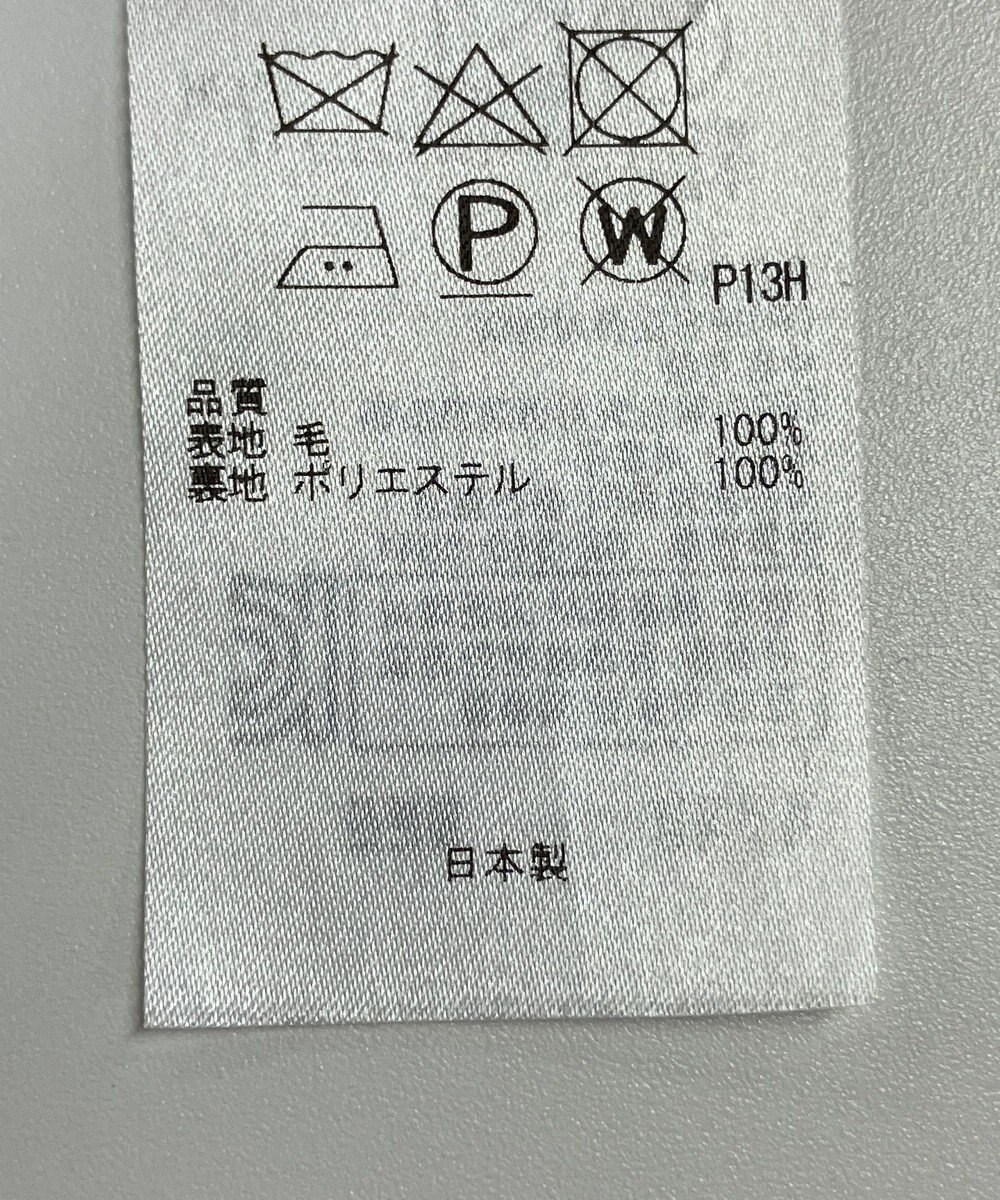 P W P13H
品質
表地 毛 100%
裏地 ポリエステル 100%
日本製